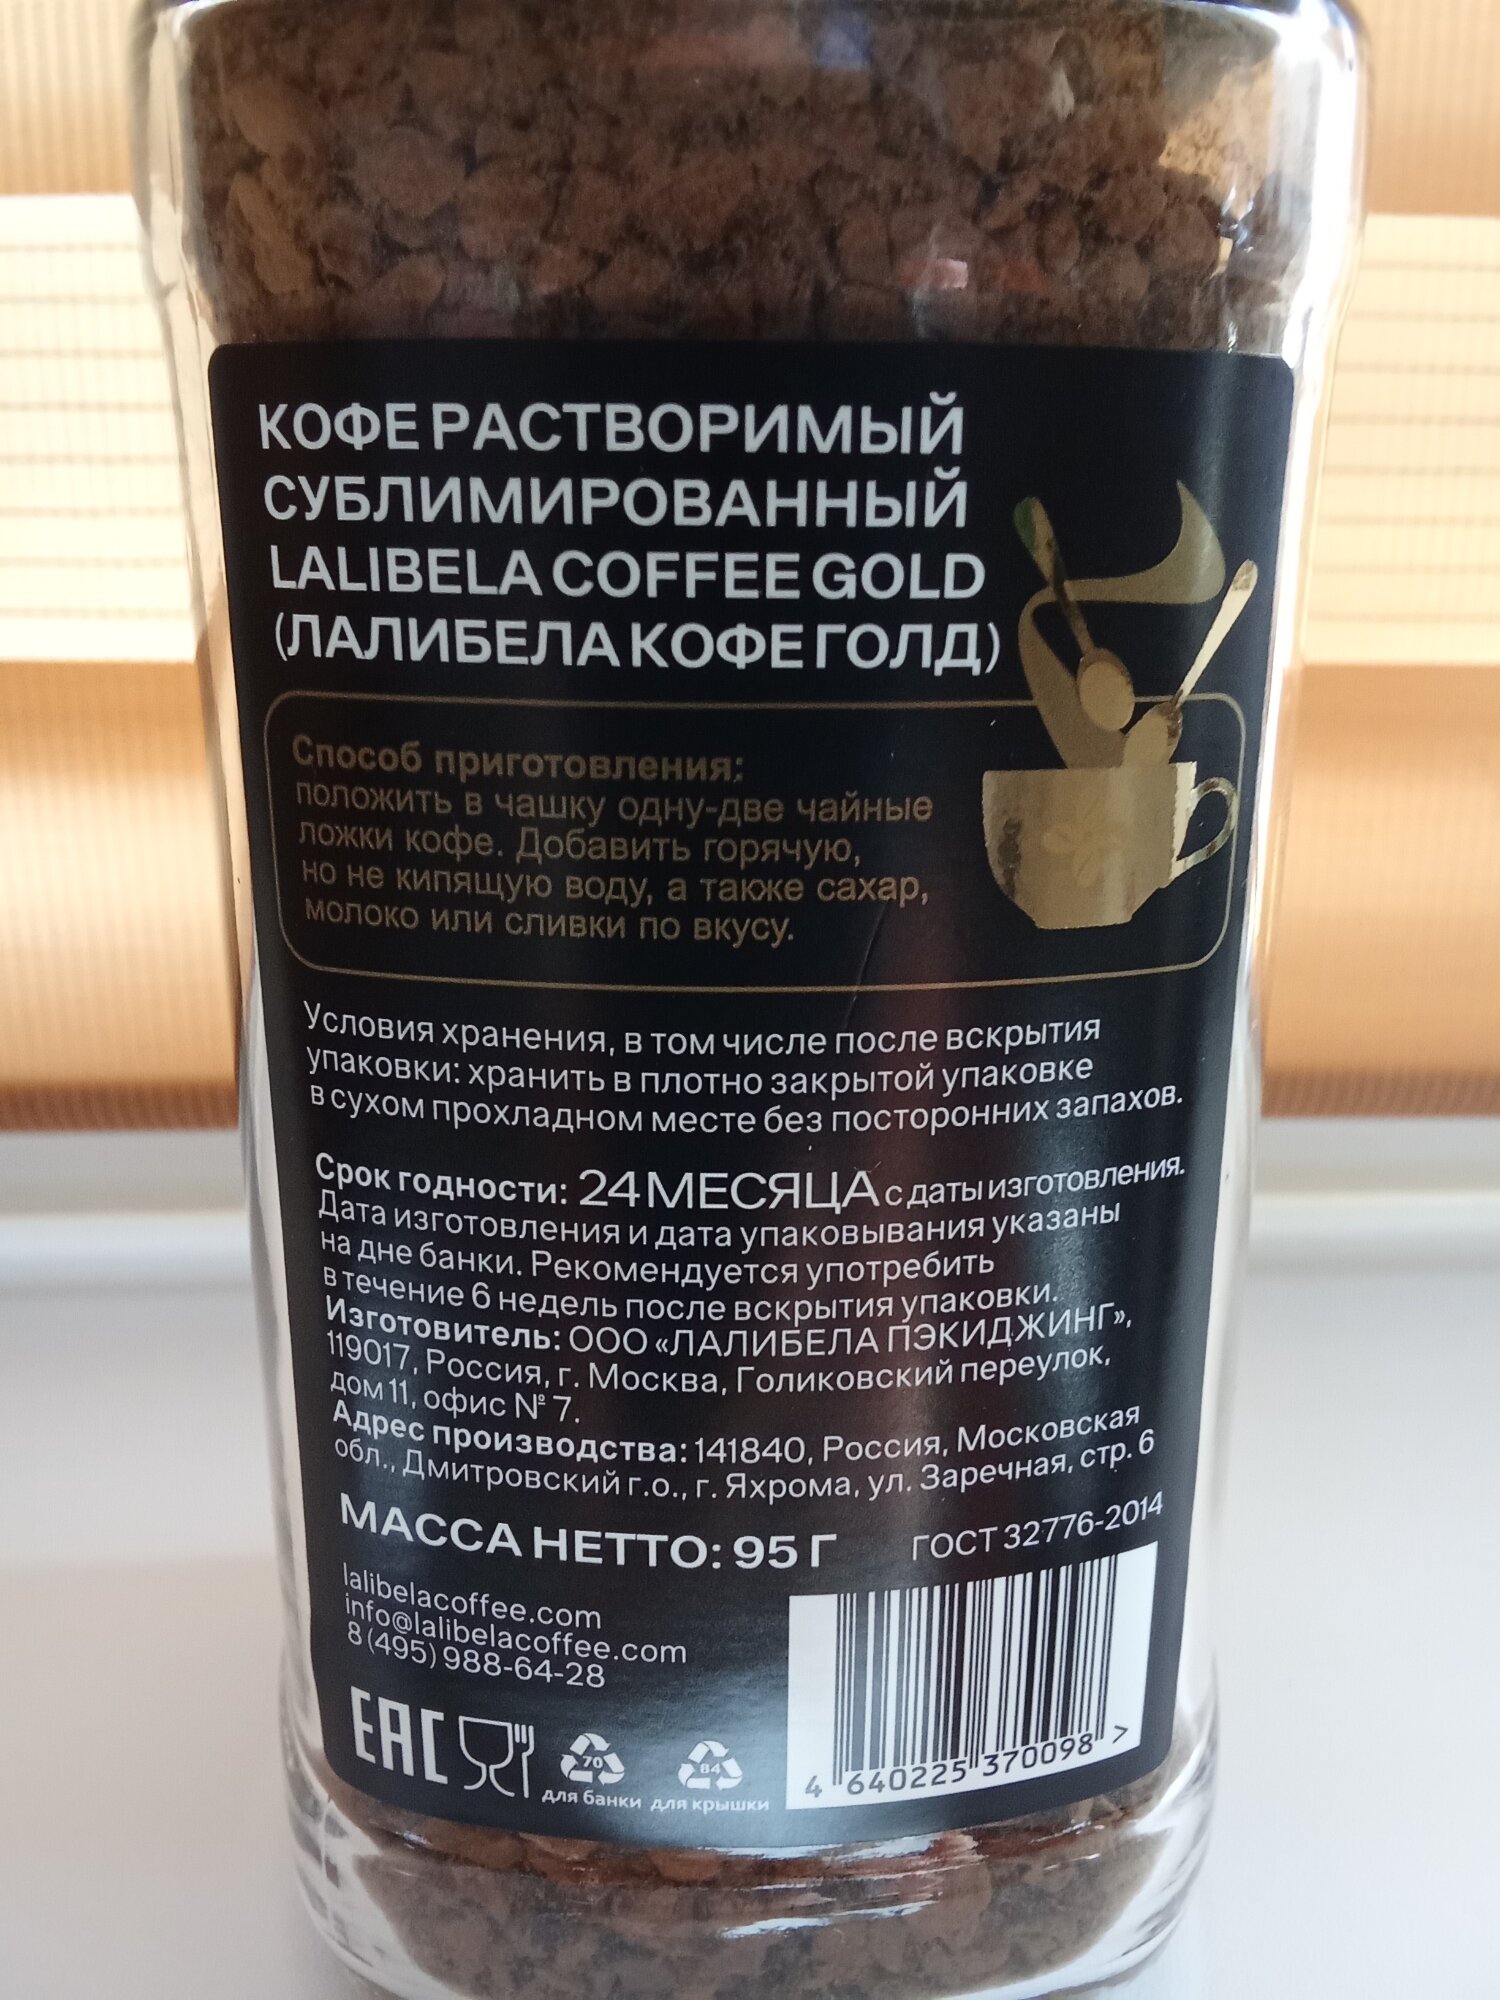 КОФЕ РАСТВОРИМЫЙ
СУБЛИМИРОВАННЫЙ
LALIBELA COFFEE GOLD
(ЛАЛИБЕЛА КОФЕ ГОЛД)
Способ приготовления:
положить в чашку одну-две чайные
ложки кофе. Добавить горячую,
но не кипящую воду, а также сахар,
молоко или сливки по вкусу.
Условия хранения, в том числе после вскрытия
упаковки: хранить в плотно закрытой упаковке
в сухом прохладном месте без посторонних запахов.
Срок годности: 24 МЕСЯЦА с даты изготовления.
Дата изготовления и дата упаковывания указаны
на дне банки. Рекомендуется употребить
в течение 6 недель после вскрытия упаковки.
Изготовитель: ООО «ЛАЛИБЕЛА ПЭКИДЖИНГ»,
119017, Россия, г. Москва, Голиковский переулок,
дом 11, офис № 7.
Адрес производства: 141840, Россия, Московская
обл., Дмитровский г.о., г. Яхрома, ул. Заречная, стр. 6
МАССА НЕТТО: 95 Г
ГОСТ 32776-2014
lalibelacoffee.com
info@lalibelacoffee.com
8 (495) 988-64-28
EAC
70
для банки
84
для крышки
4 640225 370098 >